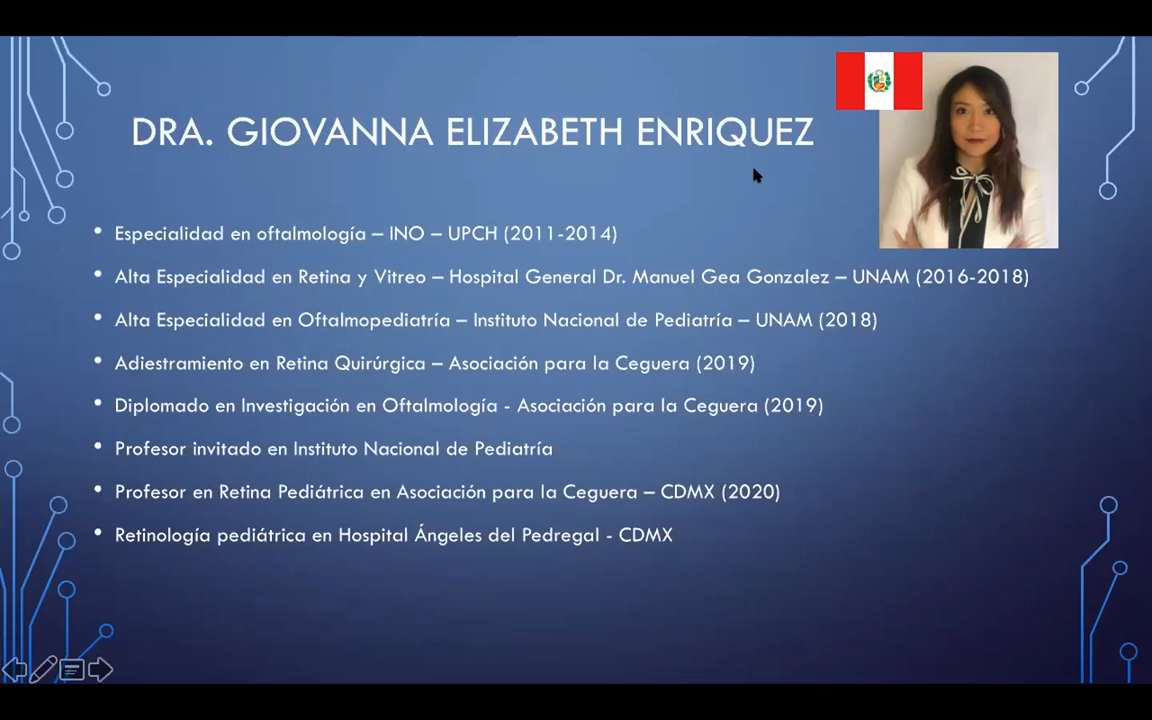 DRA. GIOVANNA ELIZABETH ENRIQUEZ
• Especialidad en oftalmología – INO – UPCH (2011-2014)
• Alta Especialidad en Retina y Vitreo – Hospital General Dr. Manuel Gea Gonzalez – UNAM (2016-2018)
• Alta Especialidad en Oftalmopediatría – Instituto Nacional de Pediatría – UNAM (2018)
• Adiestramiento en Retina Quirúrgica – Asociación para la Ceguera (2019)
• Diplomado en Investigación en Oftalmología - Asociación para la Ceguera (2019)
• Profesor invitado en Instituto Nacional de Pediatría
• Profesor en Retina Pediátrica en Asociación para la Ceguera – CDMX (2020)
• Retinología pediátrica en Hospital Ángeles del Pedregal - CDMX